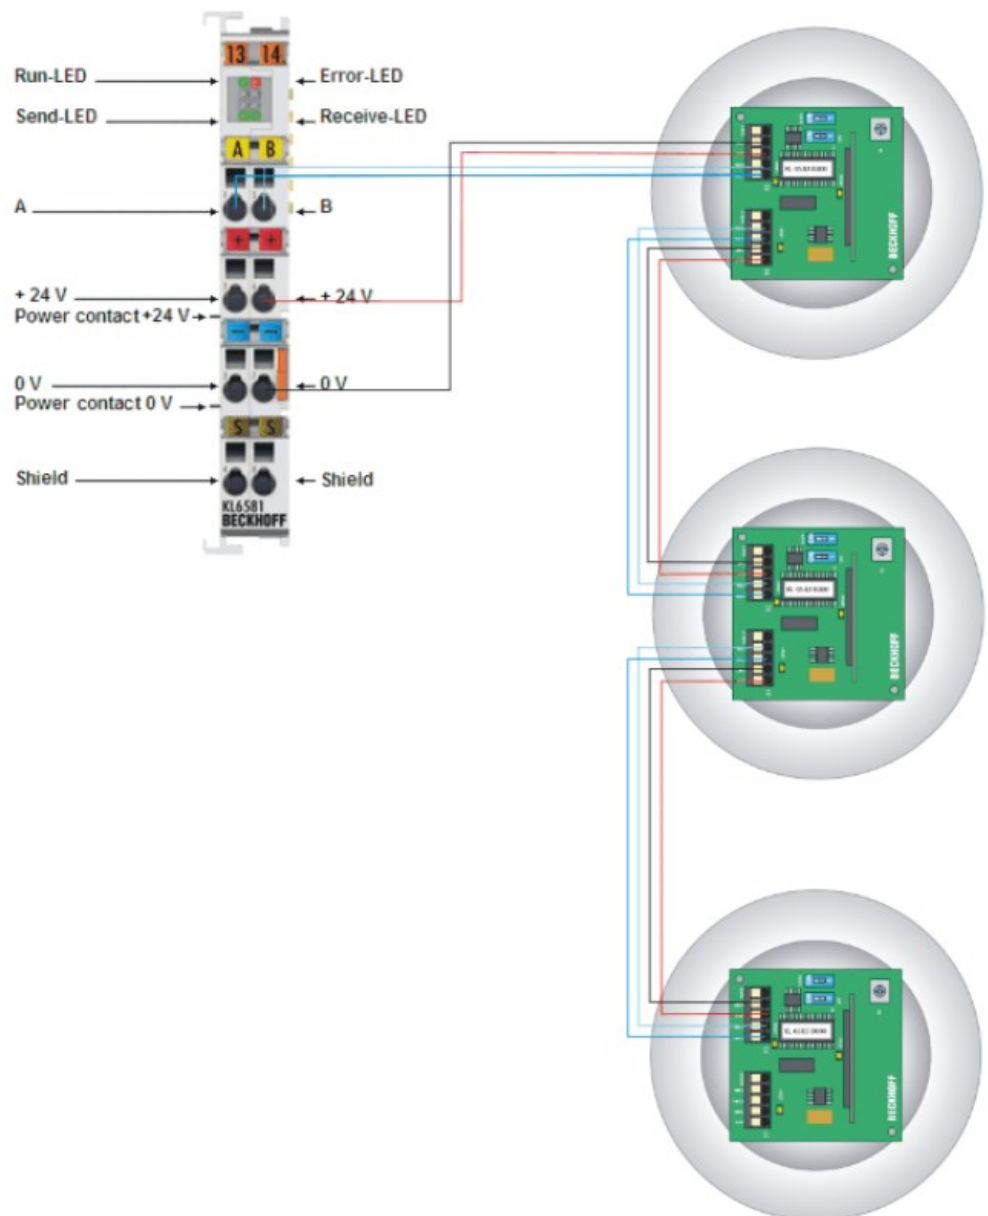 13 14
Run-LED
Error-LED
Send-LED
Receive-LED
A B
A
B
+ +
+ 24 V
+ 24 V
Power contact +24 V
0 V
0 V
Power contact 0 V
S S
Shield
Shield
KL6581
BECKHOFF
BECKHOFF
BECKHOFF
BECKHOFF